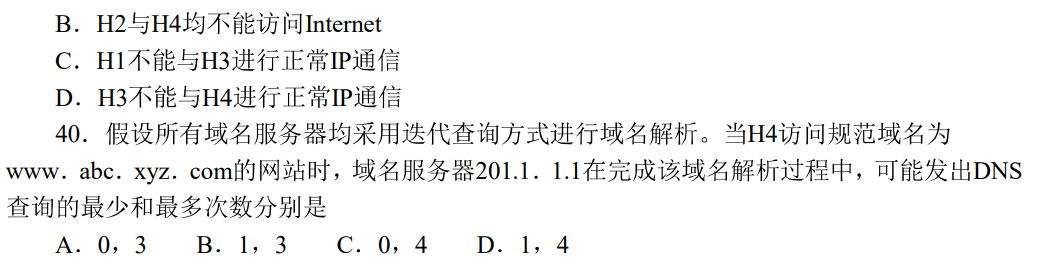 B．H2与H4均不能访问Internet
C．H1不能与H3进行正常IP通信
D．H3不能与H4进行正常IP通信
40．假设所有域名服务器均采用迭代查询方式进行域名解析。当H4访问规范域名为
www．abc．xyz．com的网站时，域名服务器201.1．1.1在完成该域名解析过程中，可能发出DNS
查询的最少和最多次数分别是
A．0，3 B．1，3 C．0，4 D．1，4